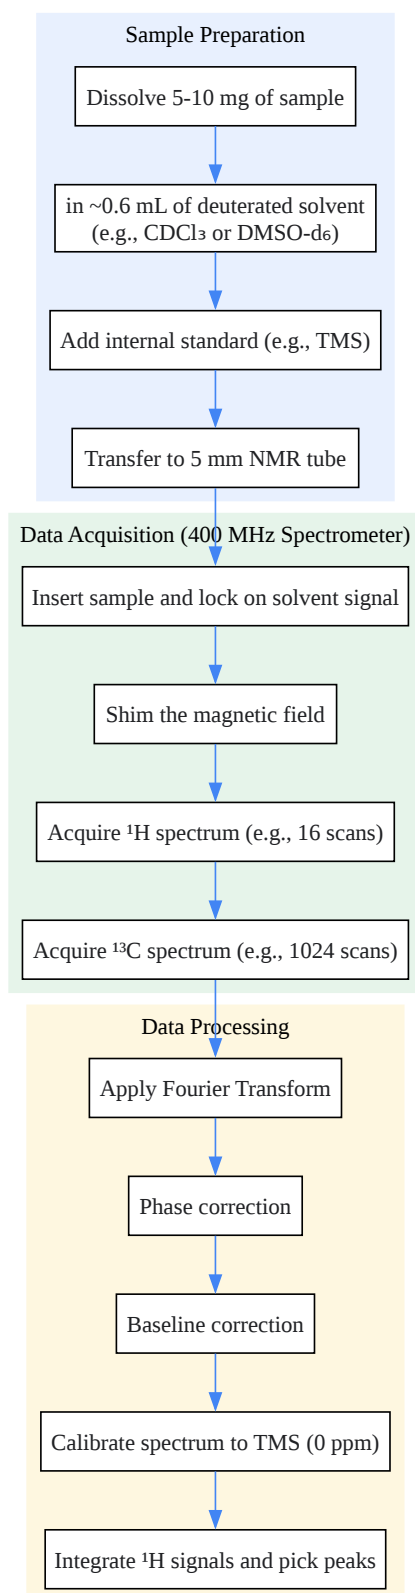 Sample Preparation
Dissolve 5-10 mg of sample
in ~0.6 mL of deuterated solvent
(e.g., CDCl₃ or DMSO-d₆)
Add internal standard (e.g., TMS)
Transfer to 5 mm NMR tube
Data Acquisition (400 MHz Spectrometer)
Insert sample and lock on solvent signal
Shim the magnetic field
Acquire ¹H spectrum (e.g., 16 scans)
Acquire ¹³C spectrum (e.g., 1024 scans)
Data Processing
Apply Fourier Transform
Phase correction
Baseline correction
Calibrate spectrum to TMS (0 ppm)
Integrate ¹H signals and pick peaks